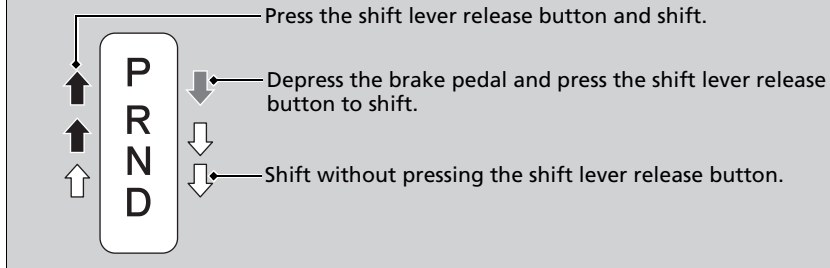 Press the shift lever release button and shift.
P
Depress the brake pedal and press the shift lever release
button to shift.
R
N
Shift without pressing the shift lever release button.
D